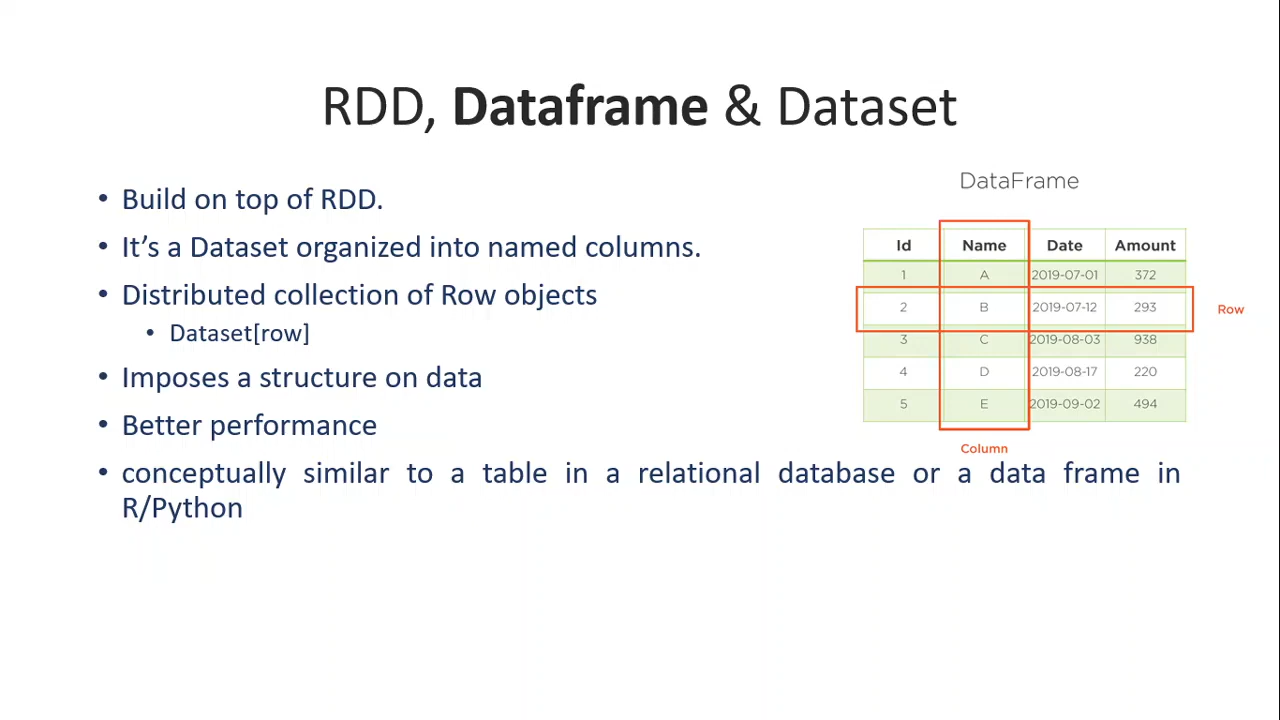 RDD, Dataframe & Dataset
• Build on top of RDD.
• It’s a Dataset organized into named columns.
• Distributed collection of Row objects
• Dataset[row]
• Imposes a structure on data
• Better performance
• conceptually similar to a table in a relational database or a data frame in
R/Python
DataFrame
Id Name Date Amount
1 A 2019-07-01 372
2 B 2019-07-12 293
Row
3 C 2019-08-03 938
4 D 2019-08-17 220
5 E 2019-09-02 494
Column